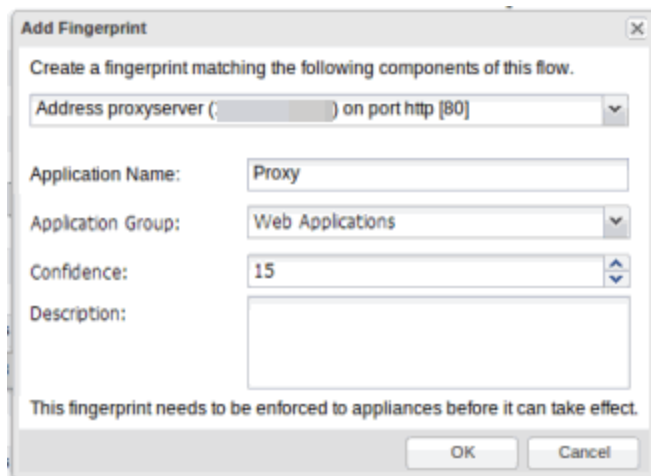 Add Fingerprint
Create a fingerprint matching the following components of this flow.
Address proxyserver ( ) on port http [80]
Application Name: Proxy
Application Group: Web Applications
Confidence: 15
Description:
This fingerprint needs to be enforced to appliances before it can take effect.
OK Cancel